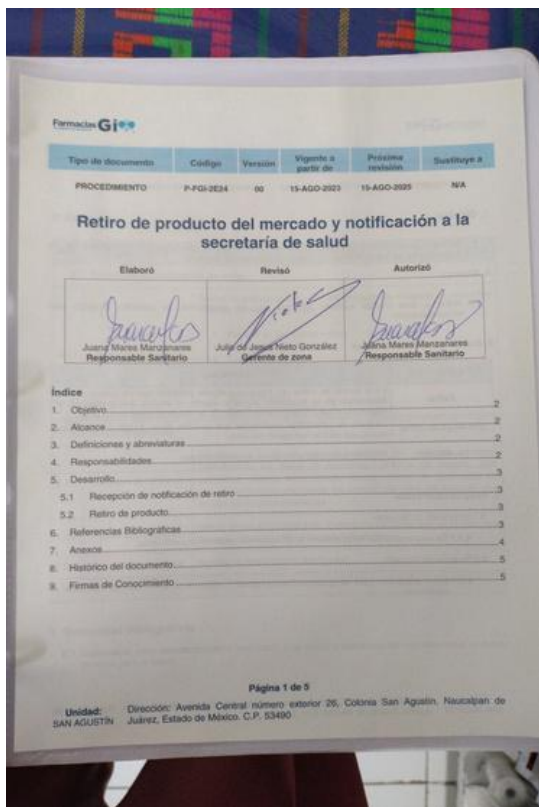 Farmacias Gi
Tipo de documento Código Versión Vigente a partir de Próxima revisión Sustituye a
PROCEDIMIENTO P-FGI-2E24 00 15-AGO-2023 15-AGO-2025 N/A
Retiro de producto del mercado y notificación a la
secretaría de salud
Elaboró Revisó Autorizó
Juana Mares Manzanares Julio de Jesús Nieto González Juana Mares Manzanares
Responsable Sanitario Gerente de zona Responsable Sanitario
Índice
1. Objetivo 2
2. Alcance 2
3. Definiciones y abreviaturas 2
4. Responsabilidades 2
5. Desarrollo 3
5.1 Recepción de notificación de retiro 3
5.2 Retiro de producto 3
6. Referencias Bibliográficas 3
7. Anexos 4
8. Histórico del documento 5
9. Firmas de Conocimiento 5
Página 1 de 5
Unidad: Dirección: Avenida Central número exterior 26, Colonia San Agustín, Naucalpan de
SAN AGUSTÍN Juárez, Estado de México. C.P. 53490